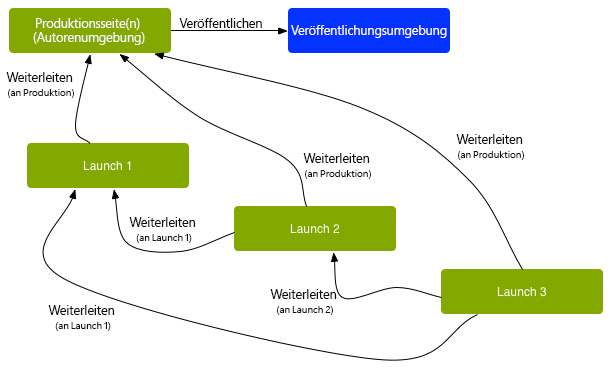 Produktionsseite(n)
(Autorenumgebung)
Veröffentlichen
Veröffentlichungsumgebung
Weiterleiten
(an Produktion)
Weiterleiten
(an Produktion)
Weiterleiten
(an Produktion)
Launch 1
Weiterleiten
(an Launch 1)
Launch 2
Weiterleiten
(an Launch 2)
Launch 3
Weiterleiten
(an Launch 1)